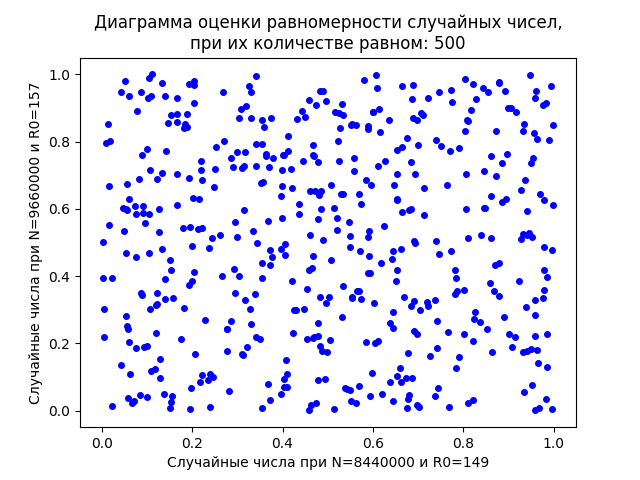 Диаграмма оценки равномерности случайных чисел,
при их количестве равном: 500
Случайные числа при N=9660000 и R0=157
1.0
0.8
0.6
0.4
0.2
0.0
0.0 0.2 0.4 0.6 0.8 1.0
Случайные числа при N=8440000 и R0=149